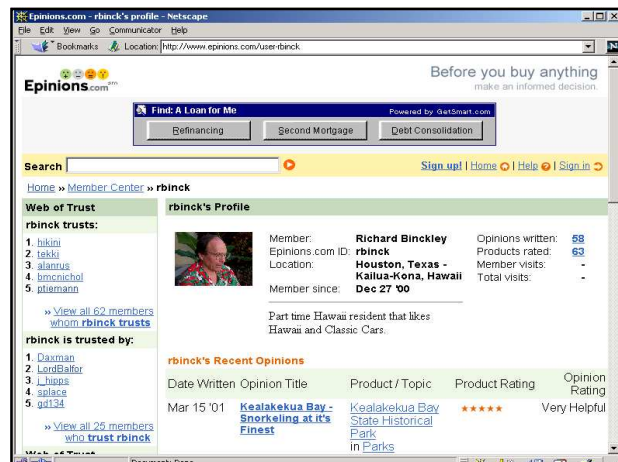 Epinions.com - rbinck's profile - Netscape
File Edit View Go Communicator Help
Bookmarks Location: http://www.epinions.com/user-rbinck
Epinions.com
Before you buy anything
make an informed decision.
Find: A Loan for Me Powered by GetSmart.com
Refinancing Second Mortgage Debt Consolidation
Search Sign up! | Home | Help | Sign in
Home » Member Center » rbinck
Web of Trust
rbinck trusts:
1. hikini
2. tekki
3. alanrus
4. bmcnichol
5. ptiemann
» View all 62 members
whom rbinck trusts
rbinck is trusted by:
1. Daxman
2. LordBalfor
3. j_hipps
4. splace
5. gd134
» View all 25 members
who trust rbinck
Web of Trust
rbinck's Profile
Member: Richard Binckley
Epinions.com ID: rbinck
Location: Houston, Texas -
Kailua-Kona, Hawaii
Member since: Dec 27 '00
Opinions written: 58
Products rated: 63
Member visits: -
Total visits: -
Part time Hawaii resident that likes
Hawaii and Classic Cars.
rbinck's Recent Opinions
Date Written Opinion Title Product / Topic Product Rating Opinion
Rating
Mar 15 '01 Kealakekua Bay - Kealakekua Bay ★★★★★ Very Helpful
Snorkeling at it's State Historical
Finest Park
in Parks
Document: Done